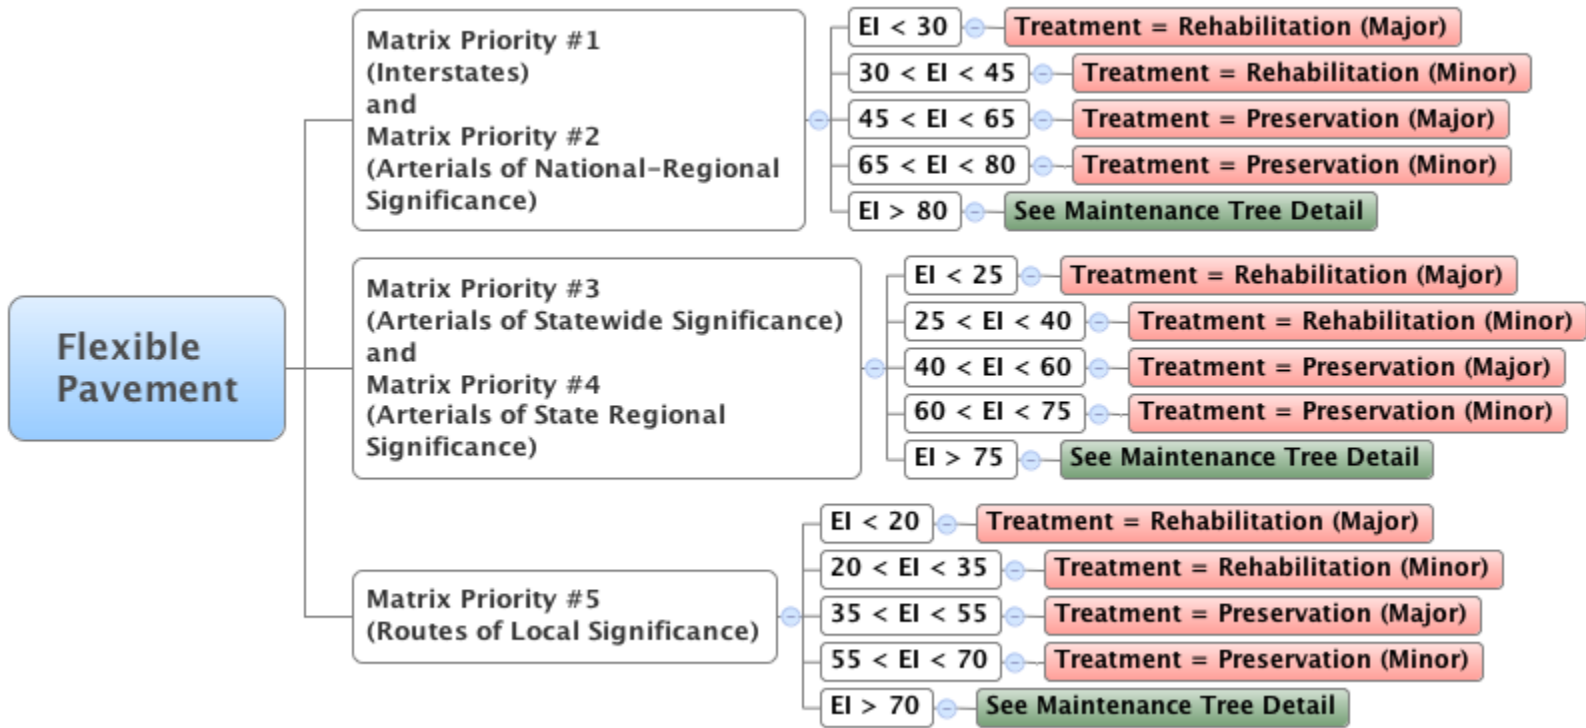 Flexible
Pavement
Matrix Priority #1
(Interstates)
and
Matrix Priority #2
(Arterials of National-Regional
Significance)
EI < 30
Treatment = Rehabilitation (Major)
30 < EI < 45
Treatment = Rehabilitation (Minor)
45 < EI < 65
Treatment = Preservation (Major)
65 < EI < 80
Treatment = Preservation (Minor)
EI > 80
See Maintenance Tree Detail
Matrix Priority #3
(Arterials of Statewide Significance)
and
Matrix Priority #4
(Arterials of State Regional
Significance)
EI < 25
Treatment = Rehabilitation (Major)
25 < EI < 40
Treatment = Rehabilitation (Minor)
40 < EI < 60
Treatment = Preservation (Major)
60 < EI < 75
Treatment = Preservation (Minor)
EI > 75
See Maintenance Tree Detail
Matrix Priority #5
(Routes of Local Significance)
EI < 20
Treatment = Rehabilitation (Major)
20 < EI < 35
Treatment = Rehabilitation (Minor)
35 < EI < 55
Treatment = Preservation (Major)
55 < EI < 70
Treatment = Preservation (Minor)
EI > 70
See Maintenance Tree Detail